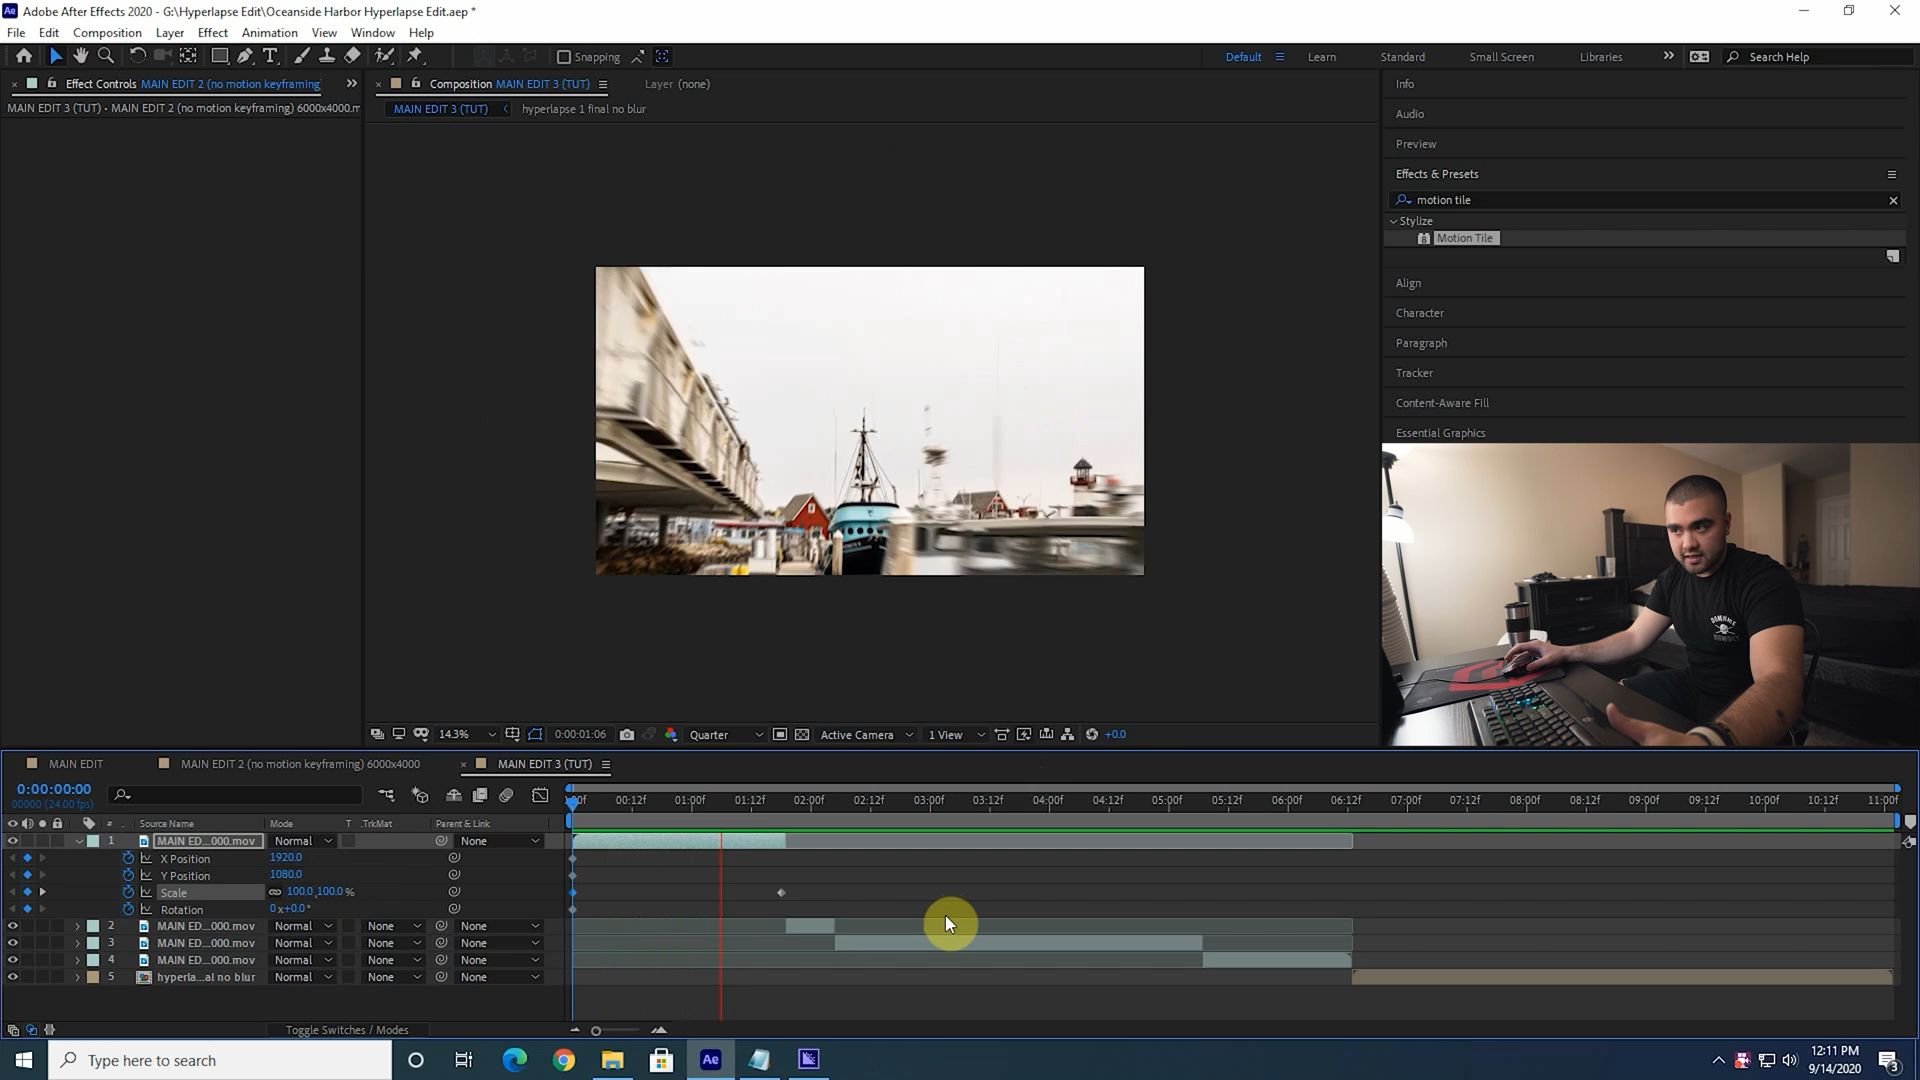 Ae Adobe After Effects 2020 - G:\Hyperlapse Edit\Oceanside Harbor Hyperlapse Edit.aep *
File Edit Composition Layer Effect Animation View Window Help
Snapping
Default Learn Standard Small Screen Libraries Search Help
Effect Controls MAIN EDIT 2 (no motion keyframing)
MAIN EDIT 3 (TUT) • MAIN EDIT 2 (no motion keyframing) 6000x4000.m
Composition MAIN EDIT 3 (TUT) Layer (none)
MAIN EDIT 3 (TUT) hyperlapse 1 final no blur
Info
Audio
Preview
Effects & Presets
motion tile
Stylize
8 Motion Tile
Align
Character
Paragraph
Tracker
Content-Aware Fill
Essential Graphics
14.3% 0:00:01:06 Quarter Active Camera 1 View +0.0
MAIN EDIT MAIN EDIT 2 (no motion keyframing) 6000x4000 MAIN EDIT 3 (TUT)
0:00:00:00
00000 (24.00 fps)
00:12f 01:00f 01:12f 02:00f 02:12f 03:00f 03:12f 04:00f 04:12f 05:00f 05:12f 06:00f 06:12f 07:00f 07:12f 08:00f 08:12f 09:00f 09:12f 10:00f 10:12f 11:00f
# Source Name Mode T .TrkMat Parent & Link
1 MAIN ED...000.mov Normal None
X Position 1920.0
Y Position 1080.0
Scale 100.0,100.0 %
Rotation 0x+0.0°
2 MAIN ED...000.mov Normal None None
3 MAIN ED...000.mov Normal None None
4 MAIN ED...000.mov Normal None None
5 hyperla...al no blur Normal None None
Toggle Switches / Modes
Type here to search
Ae
12:11 PM
9/14/2020
3